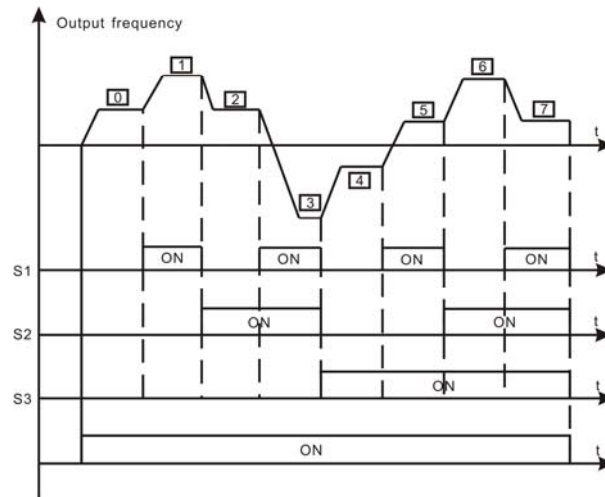 Output frequency
6
1
5
7
0
2
t
4
3
ON ON ON ON t
S1
ON ON t
S2
ON t
S3
ON t